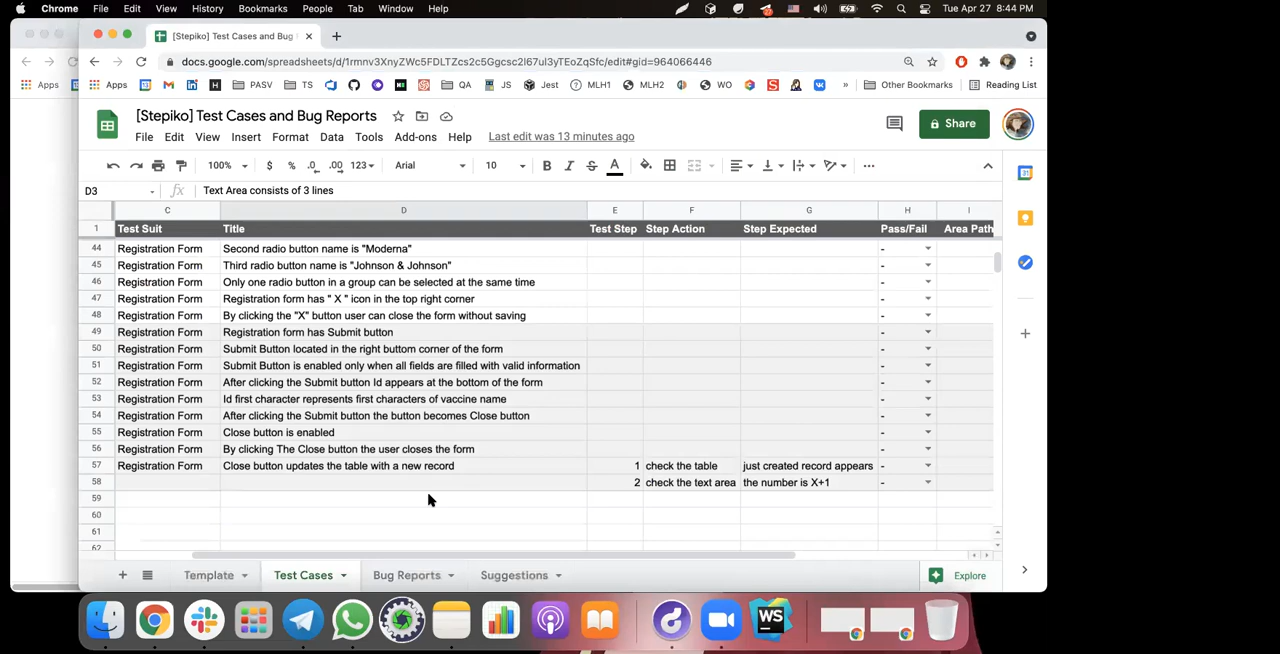 Chrome File Edit View History Bookmarks People Tab Window Help Tue Apr 27 8:44 PM
[Stepiko] Test Cases and Bug
docs.google.com/spreadsheets/d/1rmnv3XnyZWc5FDLTZcs2c5Ggcsc2l67ul3yTEoZqSfc/edit#gid=964066446
Apps Apps PASV TS QA JS Jest MLH1 MLH2 WO » Other Bookmarks Reading List
[Stepiko] Test Cases and Bug Reports
Share
File Edit View Insert Format Data Tools Add-ons Help Last edit was 13 minutes ago
100% $ % .0 .00 123 Arial 10 B I S A
D3 fx Text Area consists of 3 lines
C D E F G H I
1 Test Suit Title Test Step Step Action Step Expected Pass/Fail Area Path
44 Registration Form Second radio button name is "Moderna" -
45 Registration Form Third radio button name is "Johnson & Johnson" -
46 Registration Form Only one radio button in a group can be selected at the same time -
47 Registration Form Registration form has " X " icon in the top right corner -
48 Registration Form By clicking the "X" button user can close the form without saving -
49 Registration Form Registration form has Submit button -
50 Registration Form Submit Button located in the right buttom corner of the form -
51 Registration Form Submit Button is enabled only when all fields are filled with valid information -
52 Registration Form After clicking the Submit button Id appears at the bottom of the form -
53 Registration Form Id first character represents first characters of vaccine name -
54 Registration Form After clicking the Submit button the button becomes Close button -
55 Registration Form Close button is enabled -
56 Registration Form By clicking The Close button the user closes the form -
57 Registration Form Close button updates the table with a new record 1 check the table just created record appears -
58 2 check the text area the number is X+1 -
59
60
61
62
Template Test Cases Bug Reports Suggestions Explore
WS